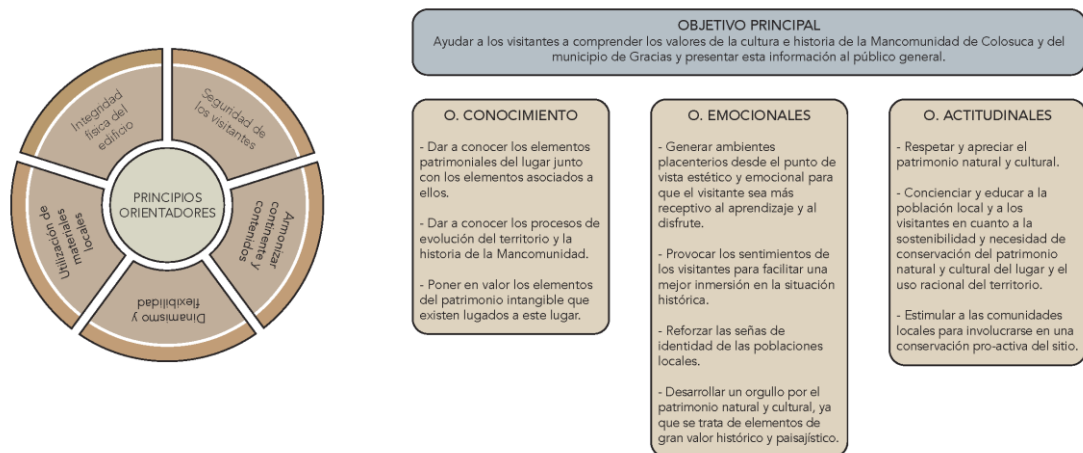 Integridad
física del
edificio
Seguridad de
los visitantes
Armonizar
continente y
contenidos
Dinamismo y
flexibilidad
Utilización de
materiales
locales
PRINCIPIOS
ORIENTADORES
OBJETIVO PRINCIPAL
Ayudar a los visitantes a comprender los valores de la cultura e historia de la Mancomunidad de Colosuca y del
municipio de Gracias y presentar esta información al público general.
O. CONOCIMIENTO
- Dar a conocer los elementos
patrimoniales del lugar junto
con los elementos asociados a
ellos.
- Dar a conocer los procesos de
evolución del territorio y la
historia de la Mancomunidad.
- Poner en valor los elementos
del patrimonio intangible que
existen lugados a este lugar.
O. EMOCIONALES
- Generar ambientes
placenterios desde el punto de
vista estético y emocional para
que el visitante sea más
receptivo al aprendizaje y al
disfrute.
- Provocar los sentimientos de
los visitantes para facilitar una
mejor inmersión en la situación
histórica.
- Reforzar las señas de
identidad de las poblaciones
locales.
- Desarrollar un orgullo por el
patrimonio natural y cultural, ya
que se trata de elementos de
gran valor histórico y paisajístico.
O. ACTITUDINALES
- Respetar y apreciar el
patrimonio natural y cultural.
- Concienciar y educar a la
población local y a los
visitantes en cuanto a la
sostenibilidad y necesidad de
conservación del patrimonio
natural y cultural del lugar y el
uso racional del territorio.
- Estimular a las comunidades
locales para involucrarse en una
conservación pro-activa del sitio.